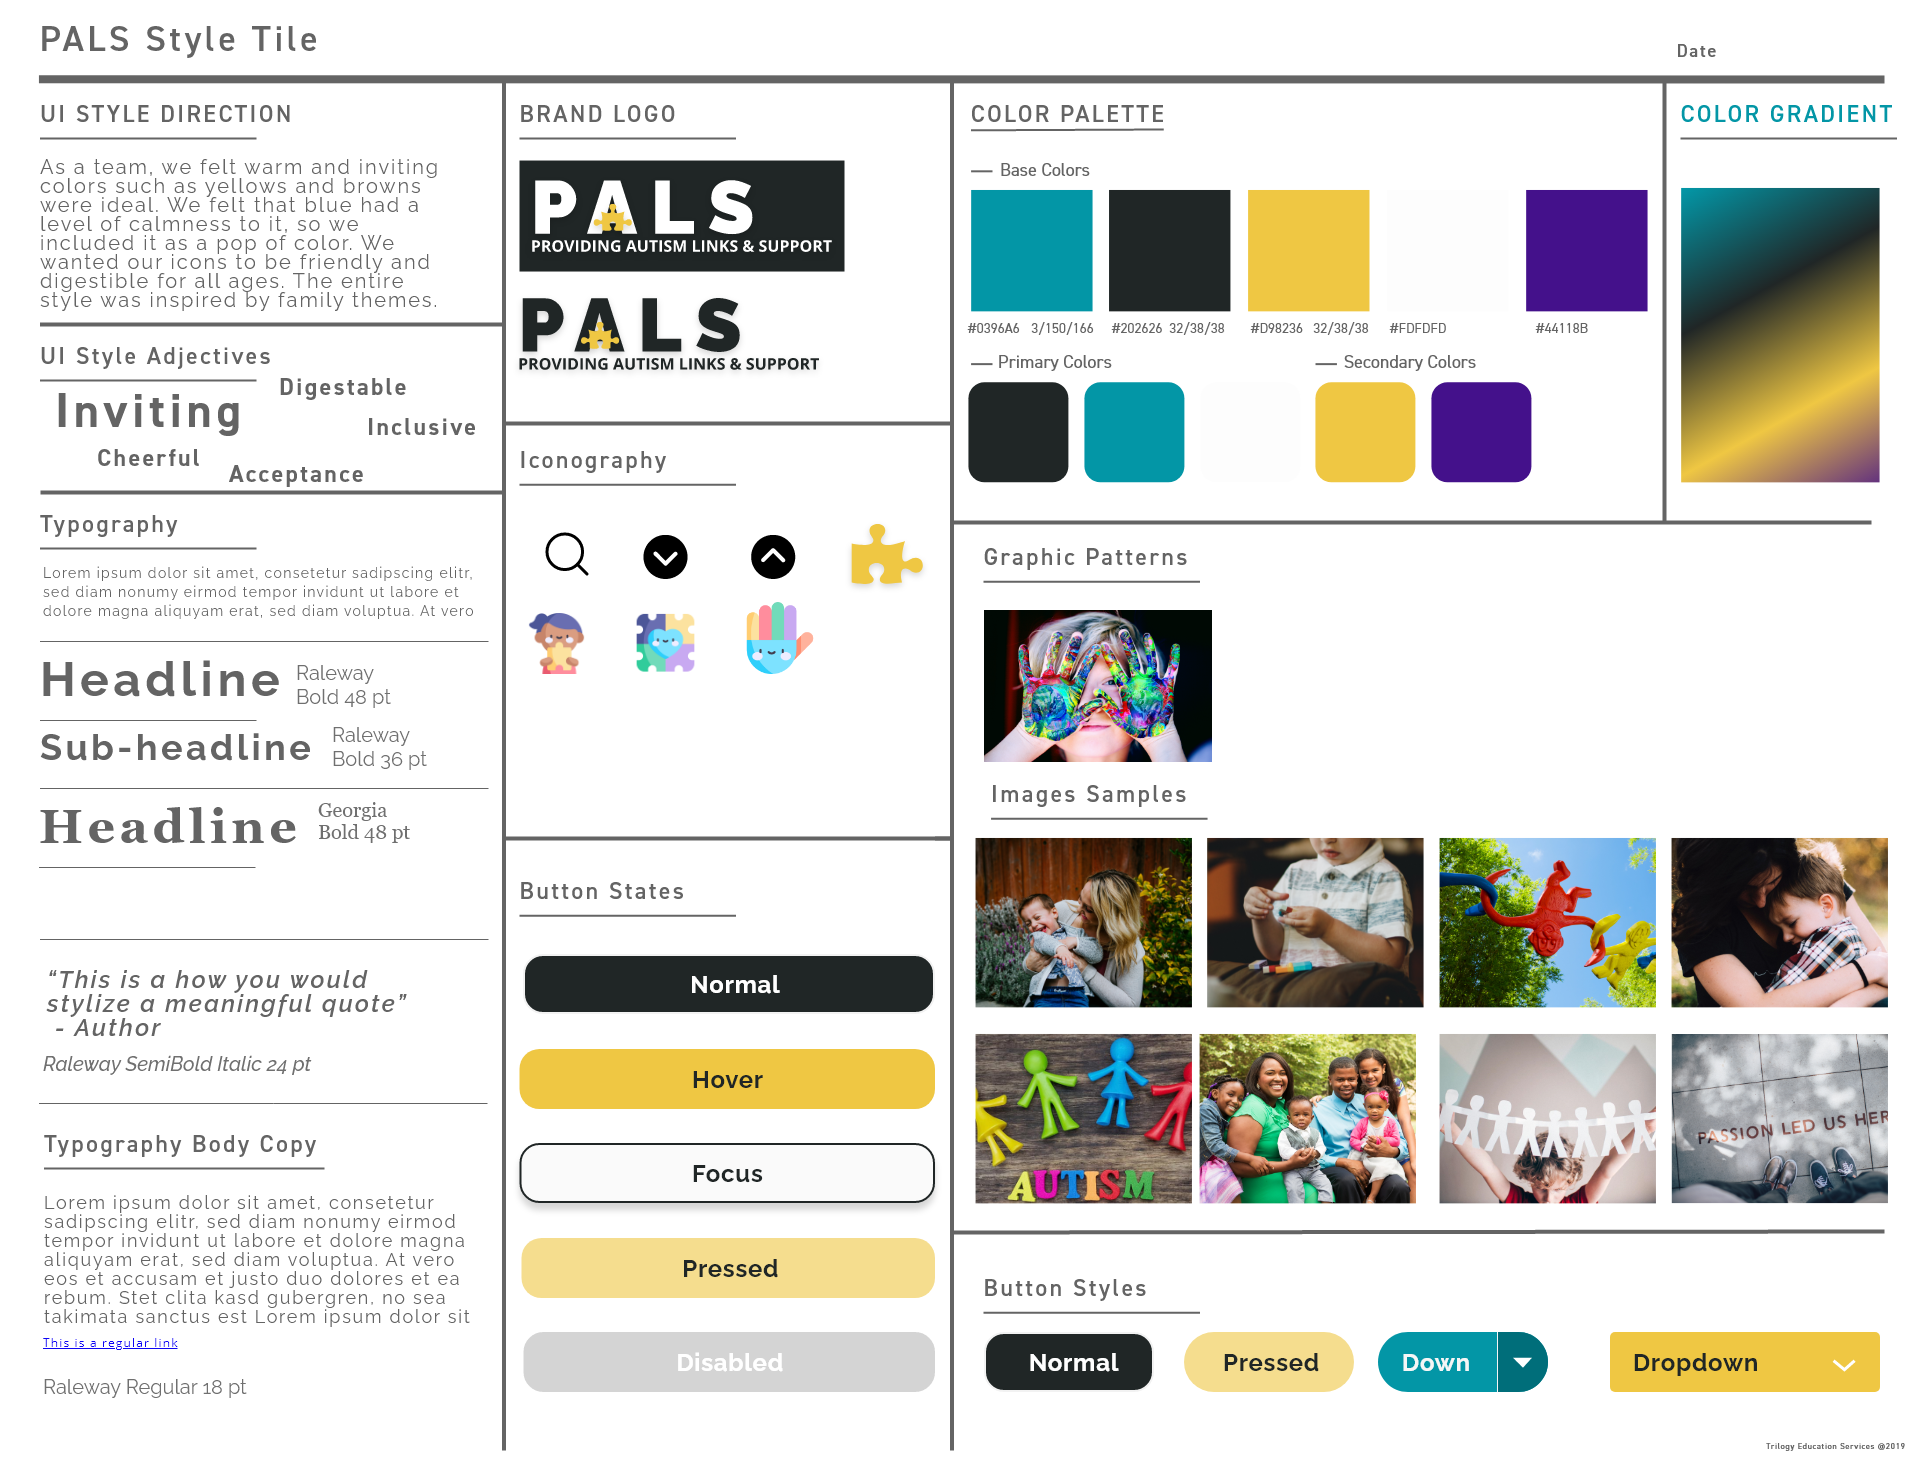 PALS Style Tile
Date
UI STYLE DIRECTION
As a team, we felt warm and inviting
colors such as yellows and browns
were ideal. We felt that blue had a
level of calmness to it, so we
included it as a pop of color. We
wanted our icons to be friendly and
digestible for all ages. The entire
style was inspired by family themes.
UI Style Adjectives
Digestable
Inviting
Inclusive
Cheerful
Acceptance
Typography
Lorem ipsum dolor sit amet, consetetur sadipscing elitr,
sed diam nonumy eirmod tempor invidunt ut labore et
dolore magna aliquyam erat, sed diam voluptua. At vero
Headline
Raleway
Bold 48 pt
Sub-headline
Raleway
Bold 36 pt
Headline
Georgia
Bold 48 pt
“This is a how you would
stylize a meaningful quote”
- Author
Raleway SemiBold Italic 24 pt
Typography Body Copy
Lorem ipsum dolor sit amet, consetetur
sadipscing elitr, sed diam nonumy eirmod
tempor invidunt ut labore et dolore magna
aliquyam erat, sed diam voluptua. At vero
eos et accusam et justo duo dolores et ea
rebum. Stet clita kasd gubergren, no sea
takimata sanctus est Lorem ipsum dolor sit
This is a regular link
Raleway Regular 18 pt
BRAND LOGO
PALS
PROVIDING AUTISM LINKS & SUPPORT
PALS
PROVIDING AUTISM LINKS & SUPPORT
Iconography
Button States
Normal
Hover
Focus
Pressed
Disabled
COLOR PALETTE
Base Colors
#0396A6 3/150/166 #202626 32/38/38 #D98236 32/38/38 #FDFDFD #44118B
Primary Colors
Secondary Colors
COLOR GRADIENT
Graphic Patterns
Images Samples
AUTISM
PASSION LED US HER
Button Styles
Normal
Pressed
Down
Dropdown
Trilogy Education Services @2019